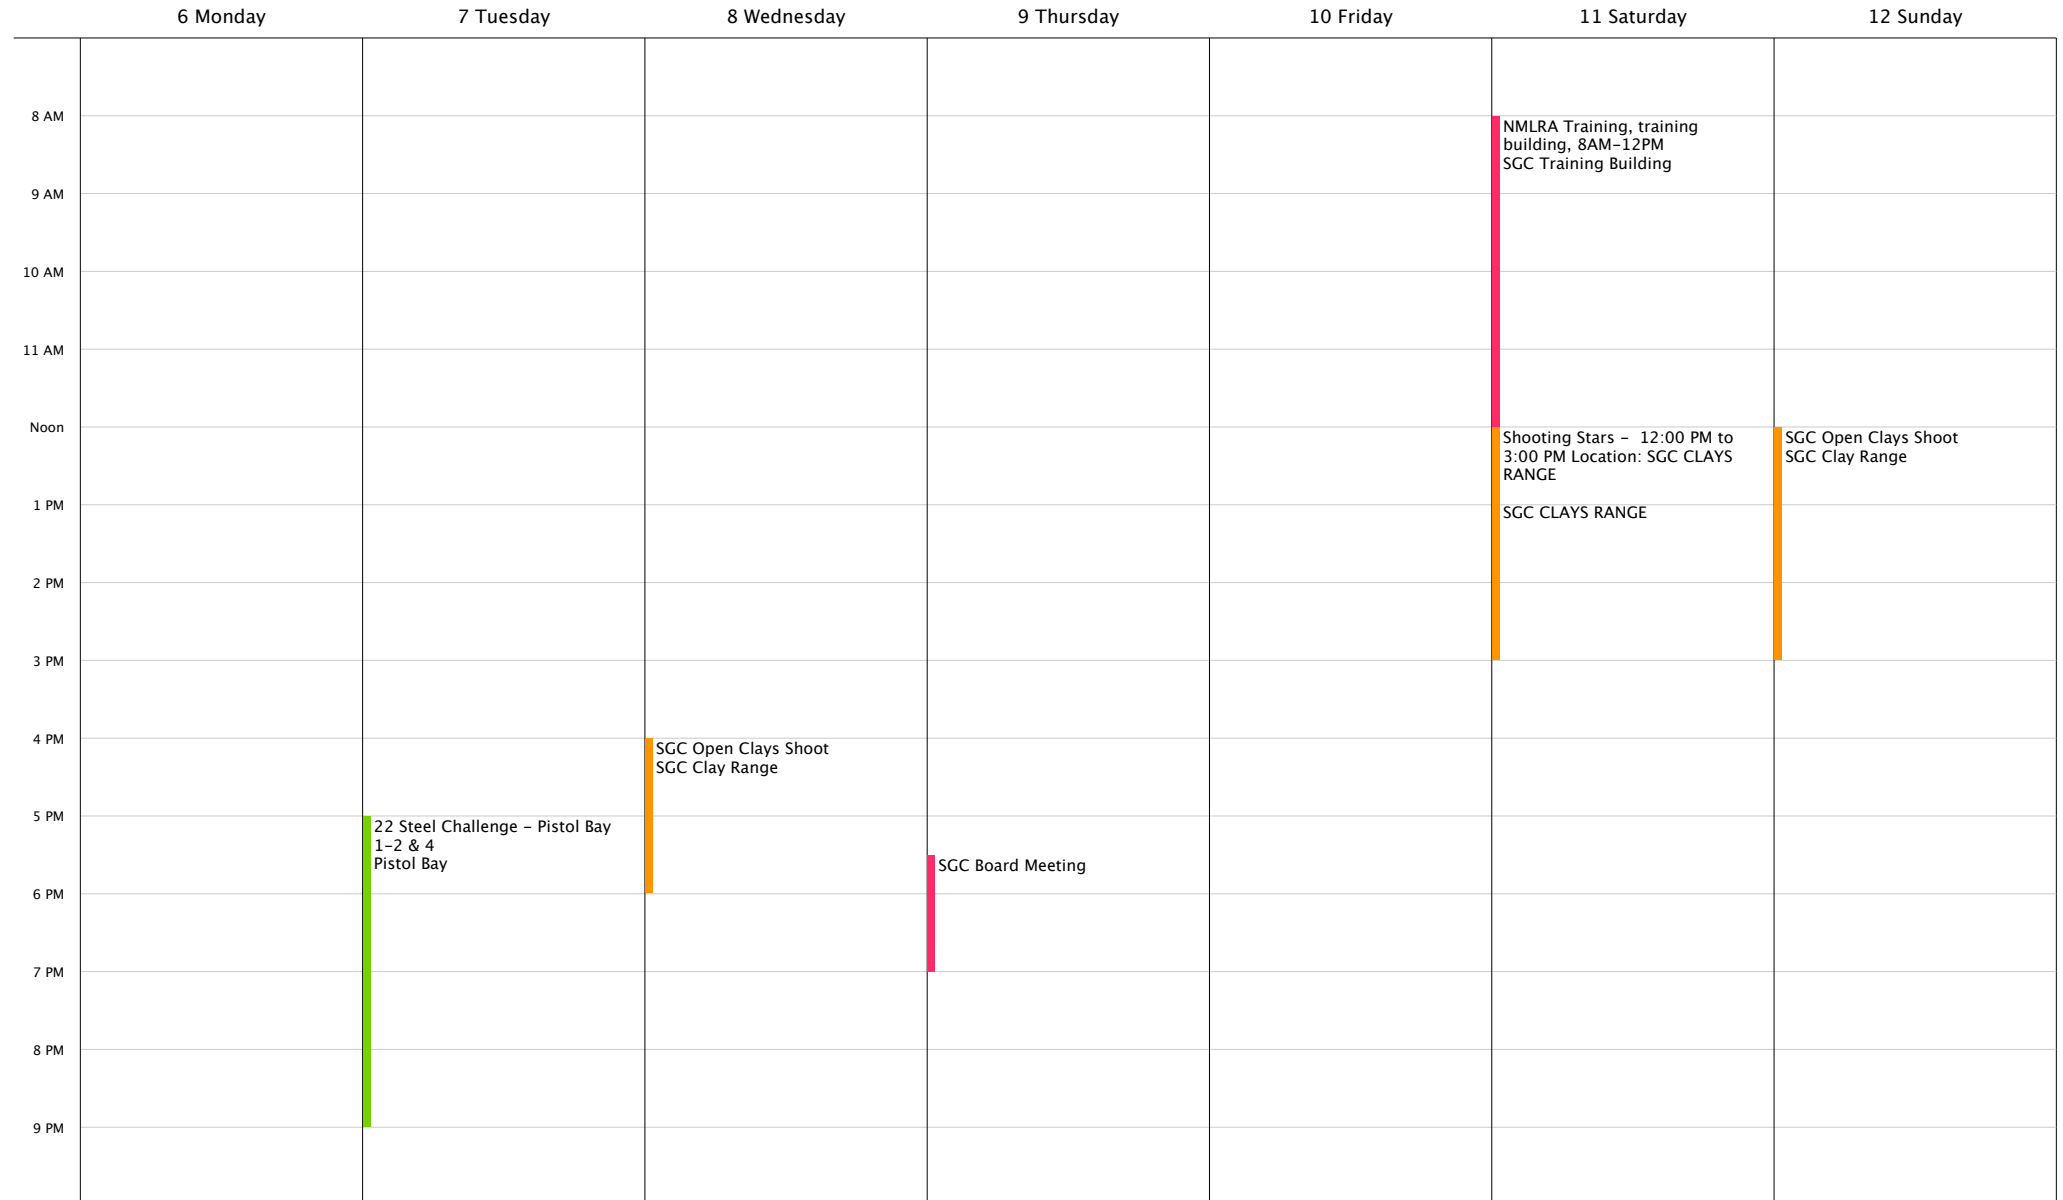 6 Monday
7 Tuesday
8 Wednesday
9 Thursday
10 Friday
11 Saturday
12 Sunday
8 AM
9 AM
10 AM
11 AM
Noon
1 PM
2 PM
3 PM
4 PM
5 PM
6 PM
7 PM
8 PM
9 PM
22 Steel Challenge – Pistol Bay
1–2 & 4
Pistol Bay
SGC Open Clays Shoot
SGC Clay Range
SGC Board Meeting
NMLRA Training, training
building, 8AM–12PM
SGC Training Building
Shooting Stars –  12:00 PM to
3:00 PM Location: SGC CLAYS
RANGE
SGC CLAYS RANGE
SGC Open Clays Shoot
SGC Clay Range